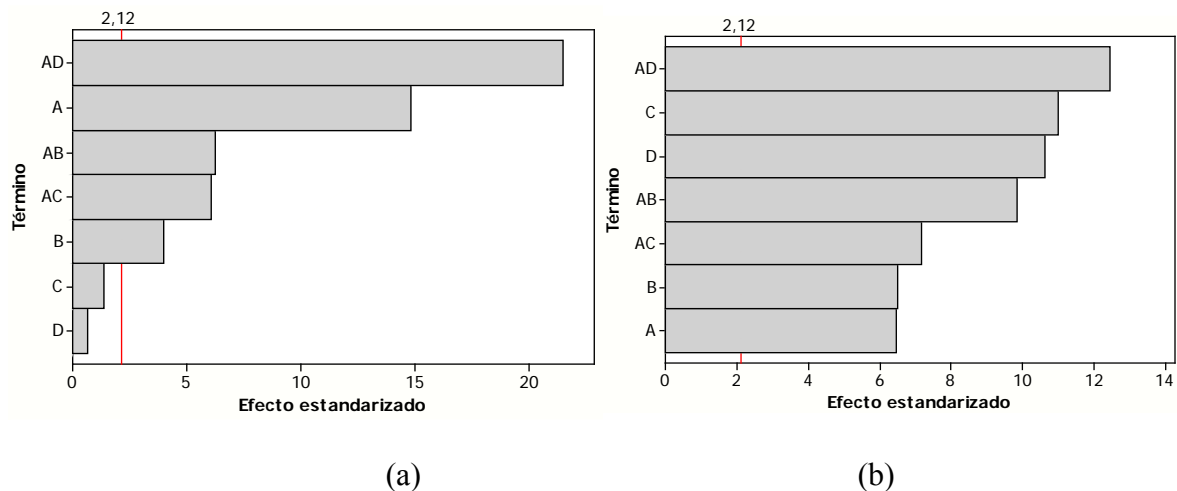 2,12
AD
A
AB
AC
B
C
D
Término
0 5 10 15 20
Efecto estandarizado
(a)
2,12
AD
C
D
AB
AC
B
A
Término
0 2 4 6 8 10 12 14
Efecto estandarizado
(b)